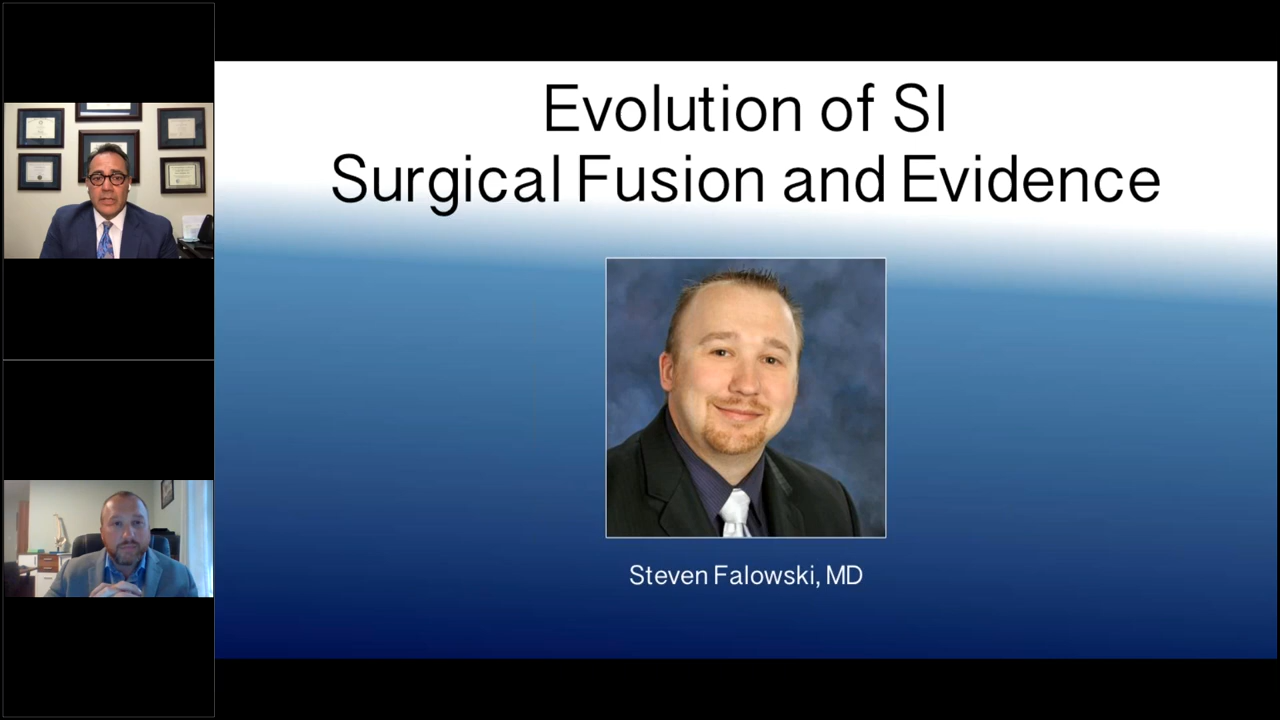 Evolution of SI
Surgical Fusion and Evidence
Steven Falowski, MD